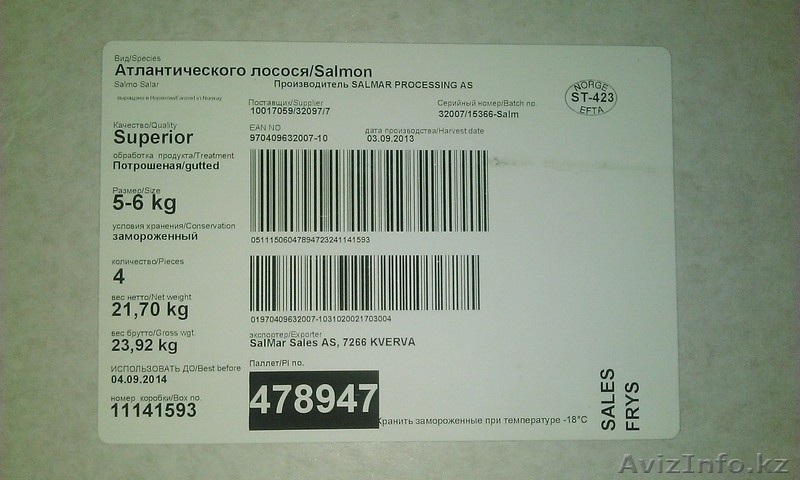 Вид/Species
Атлантического лосося/Salmon
Salmo Salar
Производитель SALMAR PROCESSING AS
выращено в Норвегии/Farmed in Norway
NORGE
ST-423
EFTA
Поставщик/Supplier
10017059/32097/7
Серийный номер/Batch no.
32007/15366-Salm
Качество/Quality
Superior
EAN NO
970409632007-10
дата производства/Harvest date
03.09.2013
обработка продукта/Treatment
Потрошеная/gutted
Размер/Size
5-6 kg
условия хранения/Conservation
замороженный
05111506047894723241141593
количество/Pieces
4
вес нетто/Net weight
21,70 kg
01970409632007-1031020021703004
вес брутто/Gross wgt.
23,92 kg
экспортер/Exporter
SalMar Sales AS, 7266 KVERVA
ИСПОЛЬЗОВАТЬ ДО/Best before
04.09.2014
Паллет/Pl no.
478947
номер коробки/Box no.
11141593
Хранить замороженные при температуре -18°C
SALES
FRYS
AvizInfo.kz